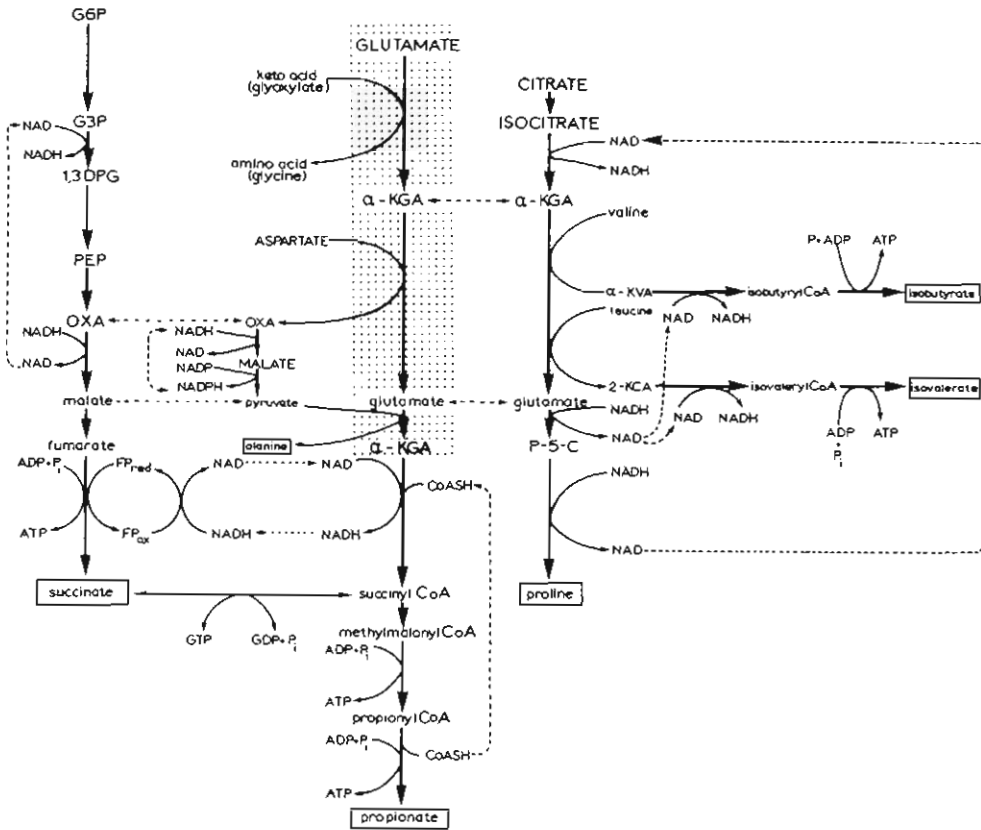 G6P
GLUTAMATE
keto acid
(glyoxylate)
CITRATE
G3P
ISOCITRATE
NAD
NADH
NAD
NADH
1,3 DPG
amino acid
(glycine)
α-KGA
α-KGA
valine
ASPARTATE
P+ADP
ATP
PEP
α-KVA
isobutyrylCoA
isobutyrate
leucine
NAD
NADH
OXA
OXA
NADH
NADH
NAD
NAD
NADP
MALATE
NADPH
2-KCA
isovalerylCoA
isovalerate
malate
pyruvate
glutamate
glutamate
NADH
NAD
NADH
NAD
ADP
+
Pi
ATP
fumarate
alanine
α-KGA
P-5-C
ADP+Pi
FPred
NAD
NAD
CoASH
NADH
ATP
FPox
NADH
NADH
NAD
succinate
succinyl CoA
proline
GTP
GDP+Pi
methylmalonyl CoA
ADP+Pi
ATP
propionyl CoA
ADP+Pi
CoASH
ATP
propionate